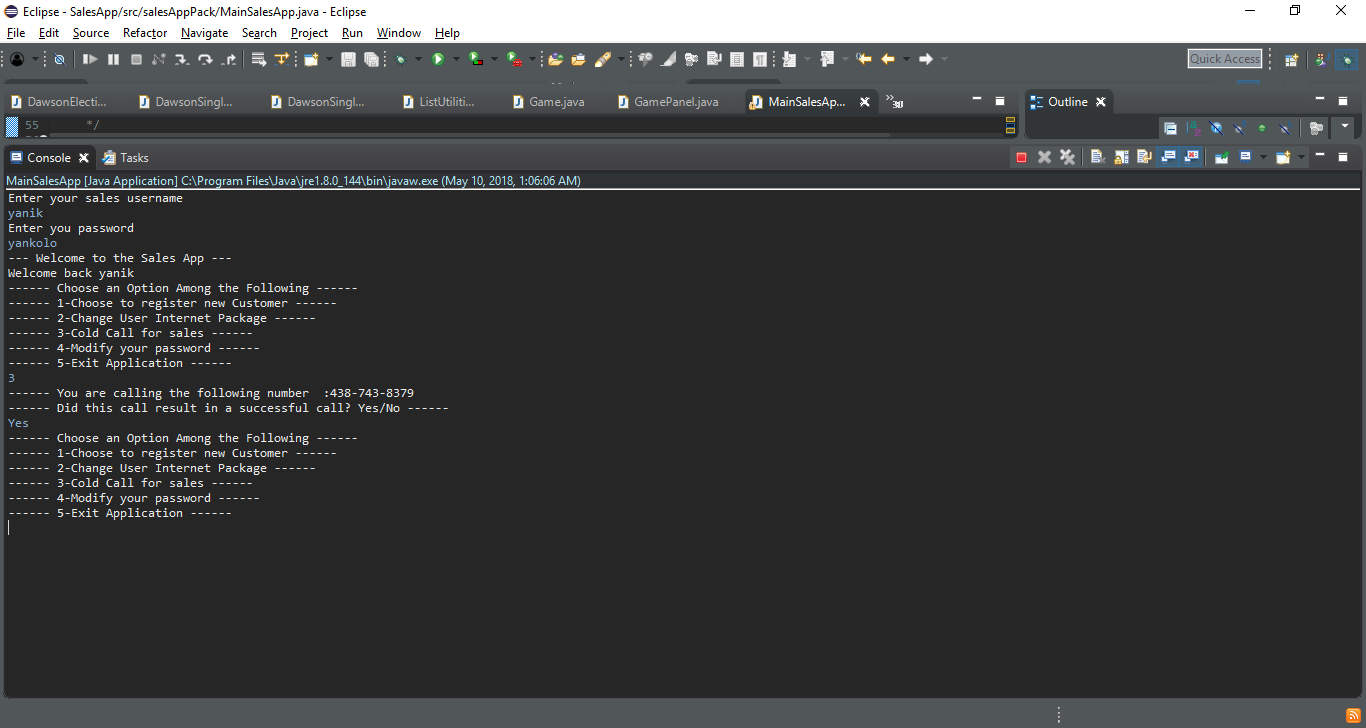 Eclipse - SalesApp/src/salesAppPack/MainSalesApp.java - Eclipse
File Edit Source Refactor Navigate Search Project Run Window Help
Quick Access
DawsonElecti... DawsonSingl... DawsonSingl... ListUtiliti... Game.java GamePanel.java MainSalesAp... Outline
55 */
Console Tasks
MainSalesApp [Java Application] C:\Program Files\Java\jre1.8.0_144\bin\javaw.exe (May 10, 2018, 1:06:06 AM)
Enter your sales username
yanik
Enter you password
yankolo
--- Welcome to the Sales App ---
Welcome back yanik
------ Choose an Option Among the Following ------
------ 1-Choose to register new Customer ------
------ 2-Change User Internet Package ------
------ 3-Cold Call for sales ------
------ 4-Modify your password ------
------ 5-Exit Application ------
3
------ You are calling the following number  :438-743-8379
------ Did this call result in a successful call? Yes/No ------
Yes
------ Choose an Option Among the Following ------
------ 1-Choose to register new Customer ------
------ 2-Change User Internet Package ------
------ 3-Cold Call for sales ------
------ 4-Modify your password ------
------ 5-Exit Application ------